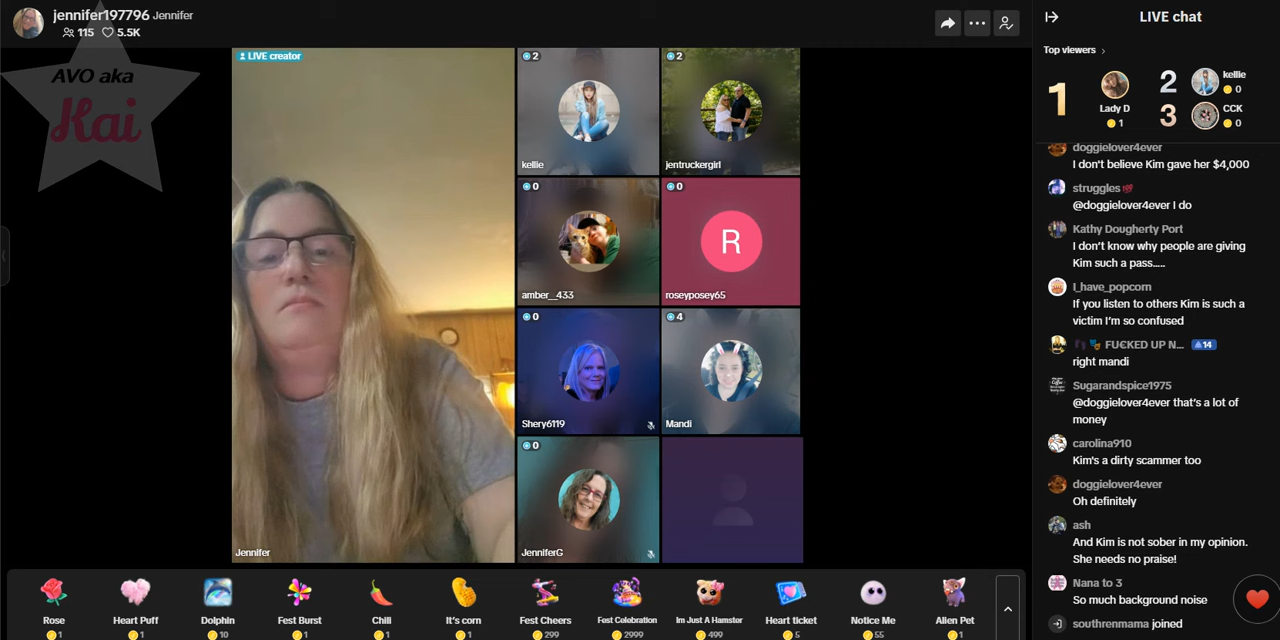 jennifer197796 Jennifer
115 5.5K
AVO aka
Kai
LIVE creator
Jennifer
2
kellie
2
jentruckergirl
0
amber__433
0
R
roseyposey65
0
Shery6119
4
Mandi
0
JenniferG
Rose
1
Heart Puff
1
Dolphin
10
Fest Burst
1
Chili
1
It's corn
1
Fest Cheers
299
Fest Celebration
2999
Im Just A Hamster
499
Heart ticket
5
Notice Me
55
Alien Pet
1
LIVE chat
Top viewers
1
Lady D
1
2
kellie
0
3
CCK
0
doggielover4ever
I don't believe Kim gave her $4,000
struggles
@doggielover4ever I do
Kathy Dougherty Port
I don't know why people are giving
Kim such a pass.....
I_have_popcorn
If you listen to others Kim is such a
victim I'm so confused
FUCKED UP N... 14
right mandi
Sugarandspice1975
@doggielover4ever that's a lot of
money
carolina910
Kim's a dirty scammer too
doggielover4ever
Oh definitely
ash
And Kim is not sober in my opinion.
She needs no praise!
Nana to 3
So much background noise
southrenmama joined